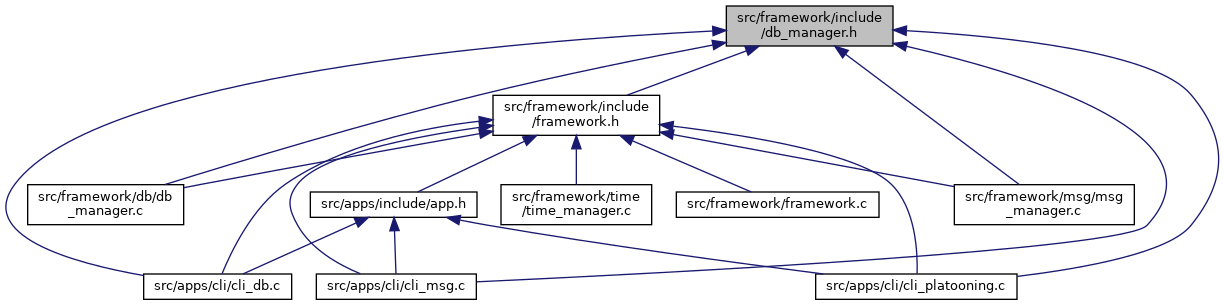 src/framework/include
/db_manager.h
src/framework/include
/framework.h
src/framework/db/db
_manager.c
src/apps/include/app.h
src/framework/time
/time_manager.c
src/framework/framework.c
src/framework/msg/msg
_manager.c
src/apps/cli/cli_db.c
src/apps/cli/cli_msg.c
src/apps/cli/cli_platooning.c